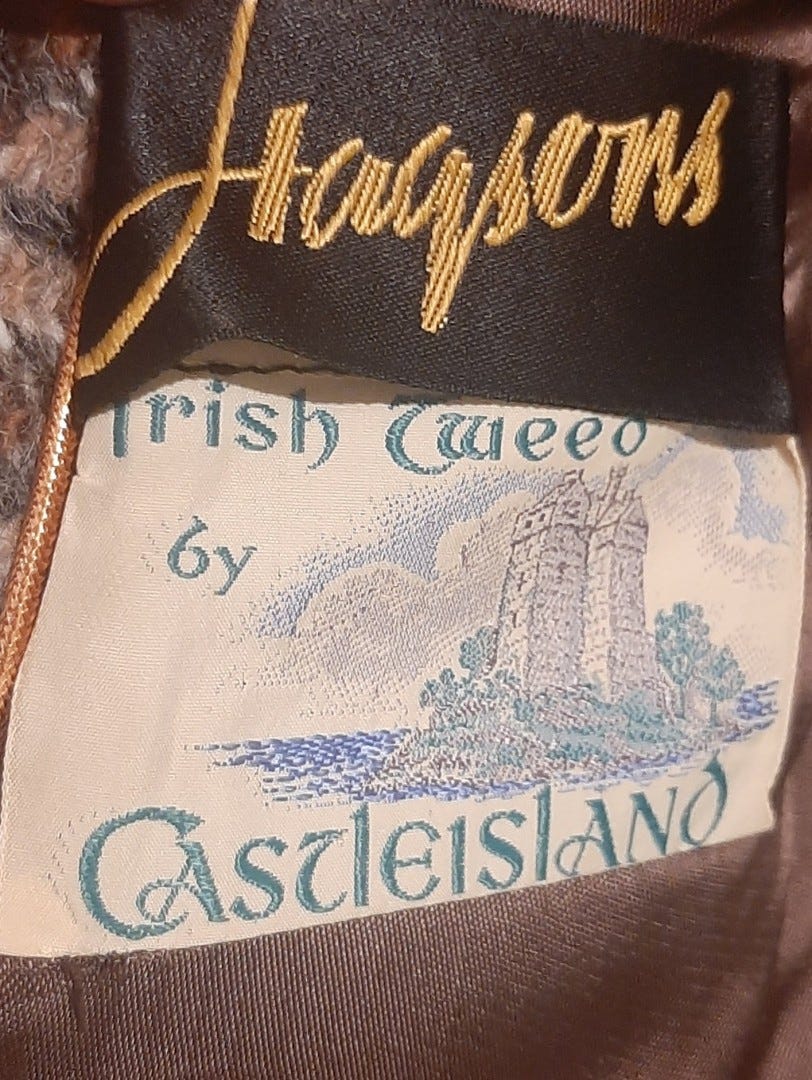 Hagsons
Irish Tweed
by
Castleisland